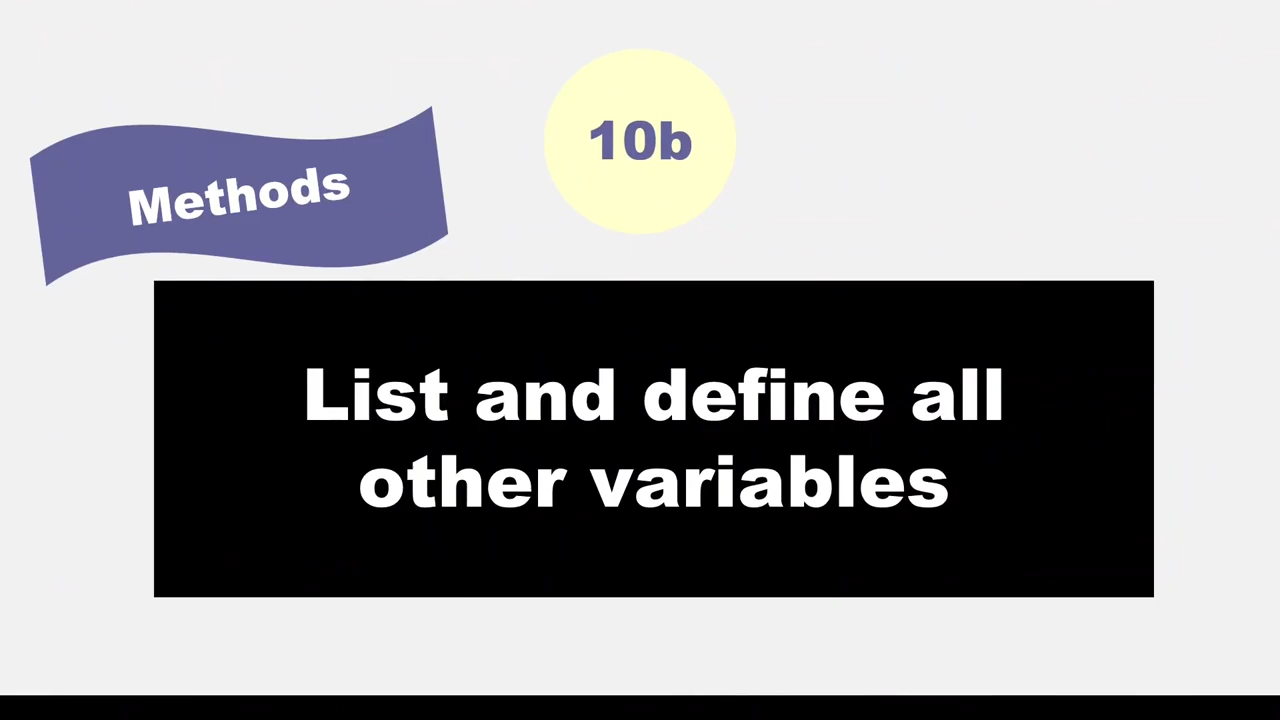 10b
Methods
List and define all
other variables